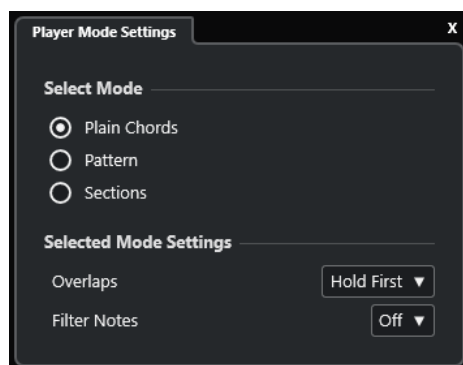 Player Mode Settings X
Select Mode
Plain Chords
Pattern
Sections
Selected Mode Settings
Overlaps Hold First ▼
Filter Notes Off ▼